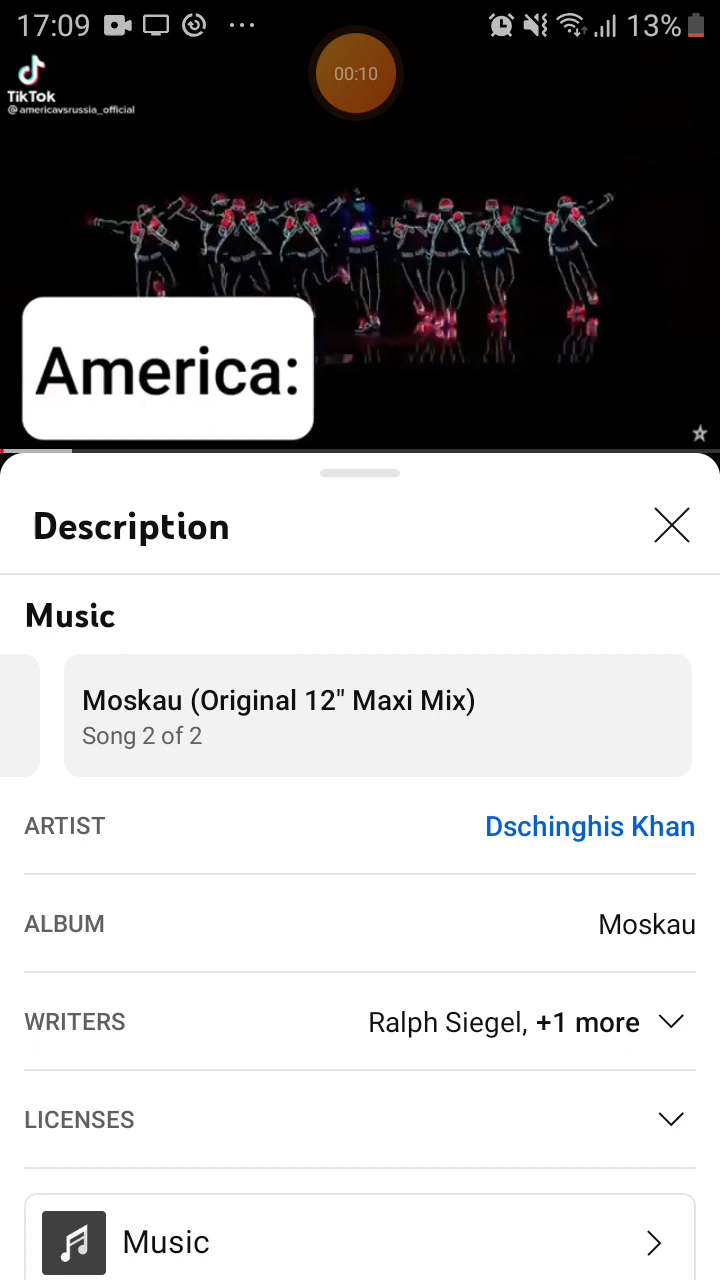 17:09
13%
00:10
TikTok
@americavsrussia_official
America:
Description
Music
Moskau (Original 12" Maxi Mix)
Song 2 of 2
ARTIST
Dschinghis Khan
ALBUM
Moskau
WRITERS
Ralph Siegel, +1 more
LICENSES
Music